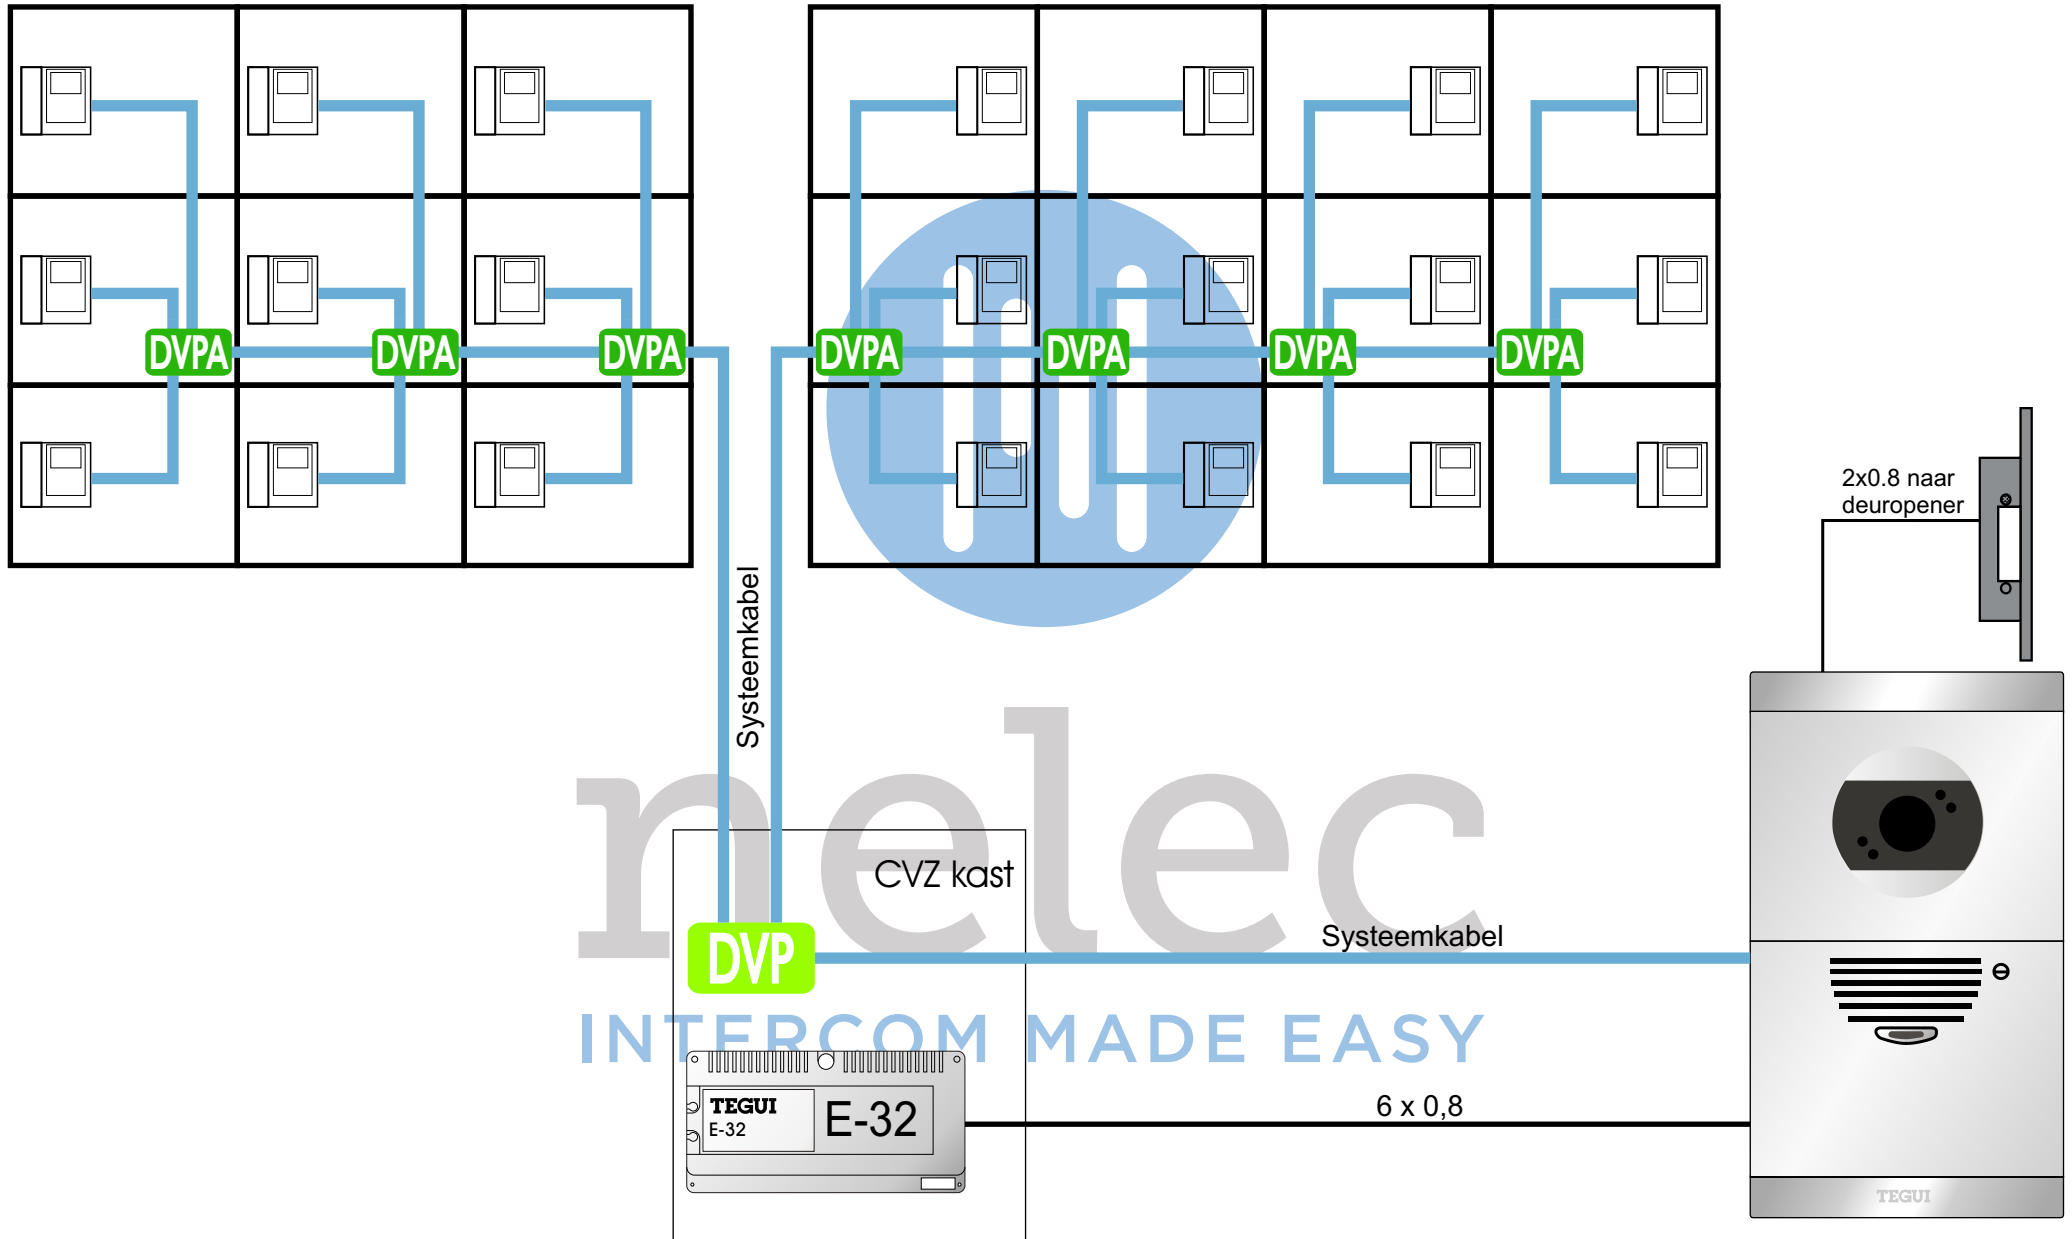 DVPA DVPA DVPA DVPA DVPA DVPA DVPA
2x0.8 naar
deuropener
Systeemkabel
nelec
CVZ kast
DVP
Systeemkabel
INTERCOM MADE EASY
TEGUI
E-32
E-32
6 x 0,8
TEGUI